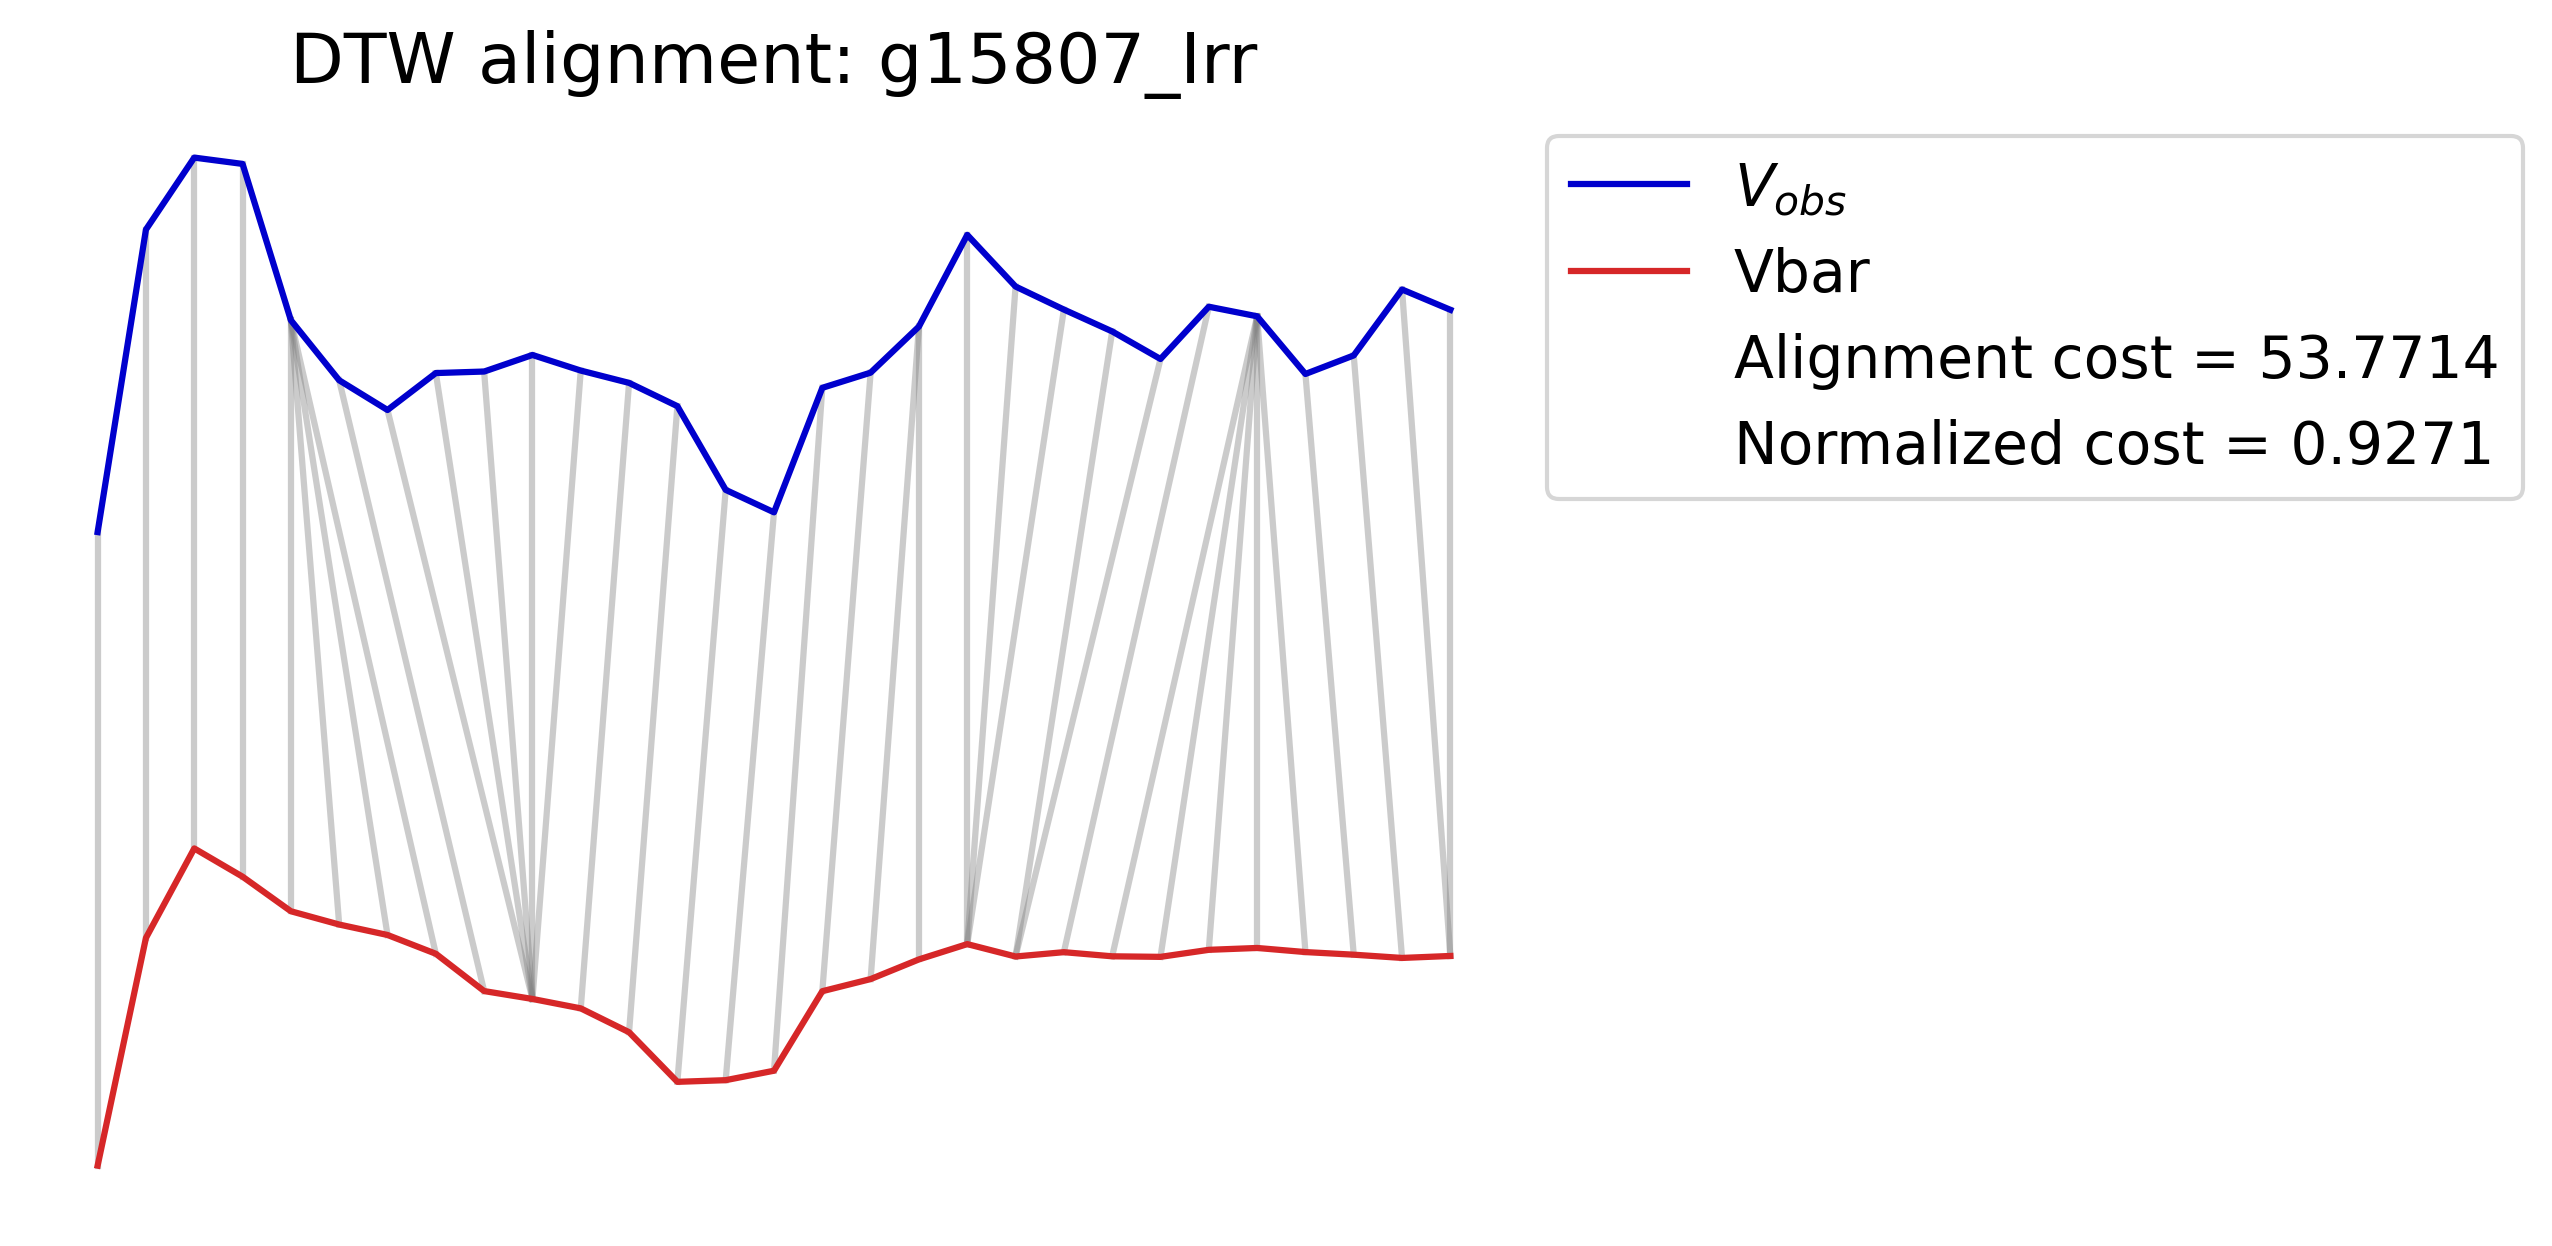 DTW alignment: g15807_Irr
V_obs
Vbar
Alignment cost = 53.7714
Normalized cost = 0.9271